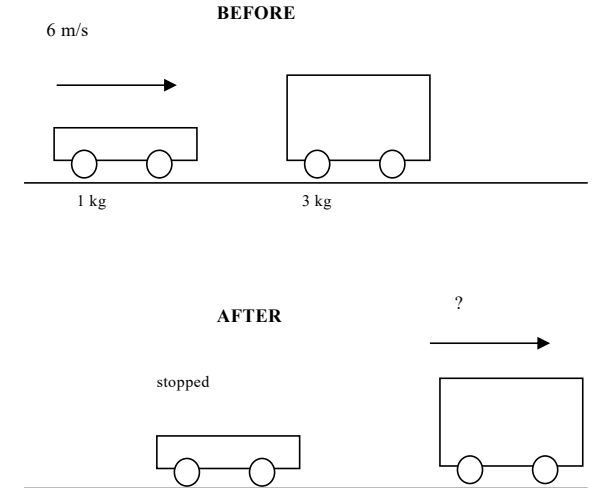 BEFORE
6 m/s
1 kg
3 kg
?
AFTER
stopped